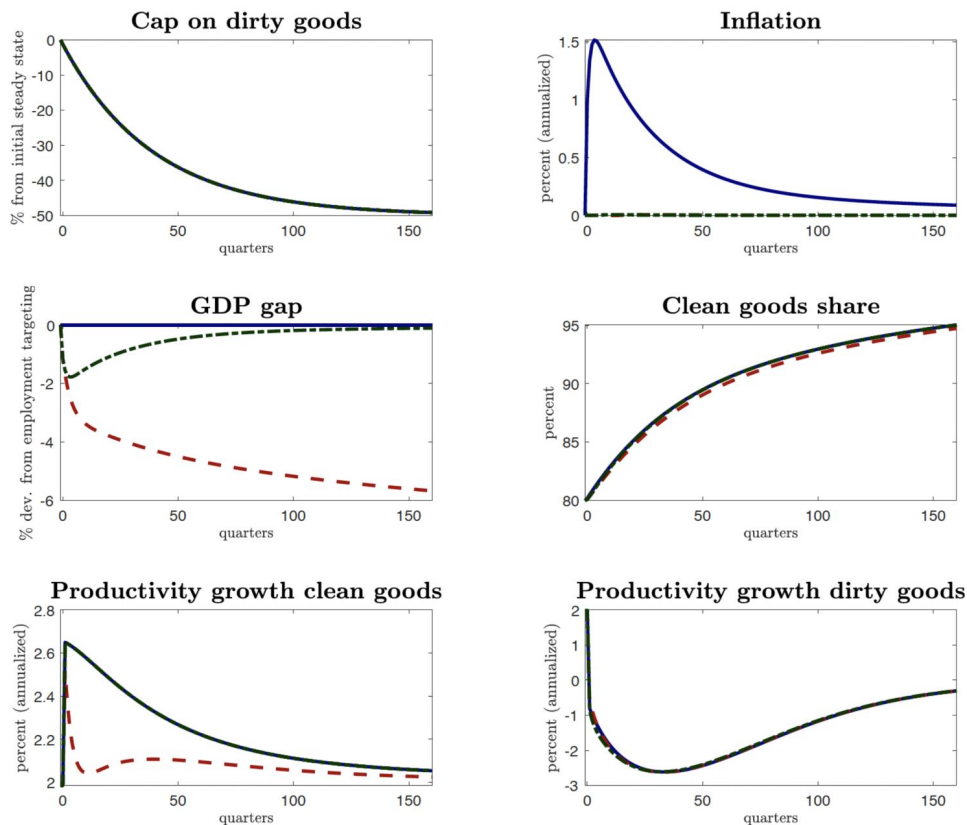 Cap on dirty goods
% from initial steady state
0
-10
-20
-30
-40
-50
0 50 100 150
quarters
Inflation
percent (annualized)
1.5
1
0.5
0
0 50 100 150
quarters
GDP gap
% dev. from employment targeting
0
-2
-4
-6
0 50 100 150
quarters
Clean goods share
percent
95
90
85
80
0 50 100 150
quarters
Productivity growth clean goods
percent (annualized)
2.8
2.6
2.4
2.2
2
0 50 100 150
quarters
Productivity growth dirty goods
percent (annualized)
2
1
0
-1
-2
-3
0 50 100 150
quarters